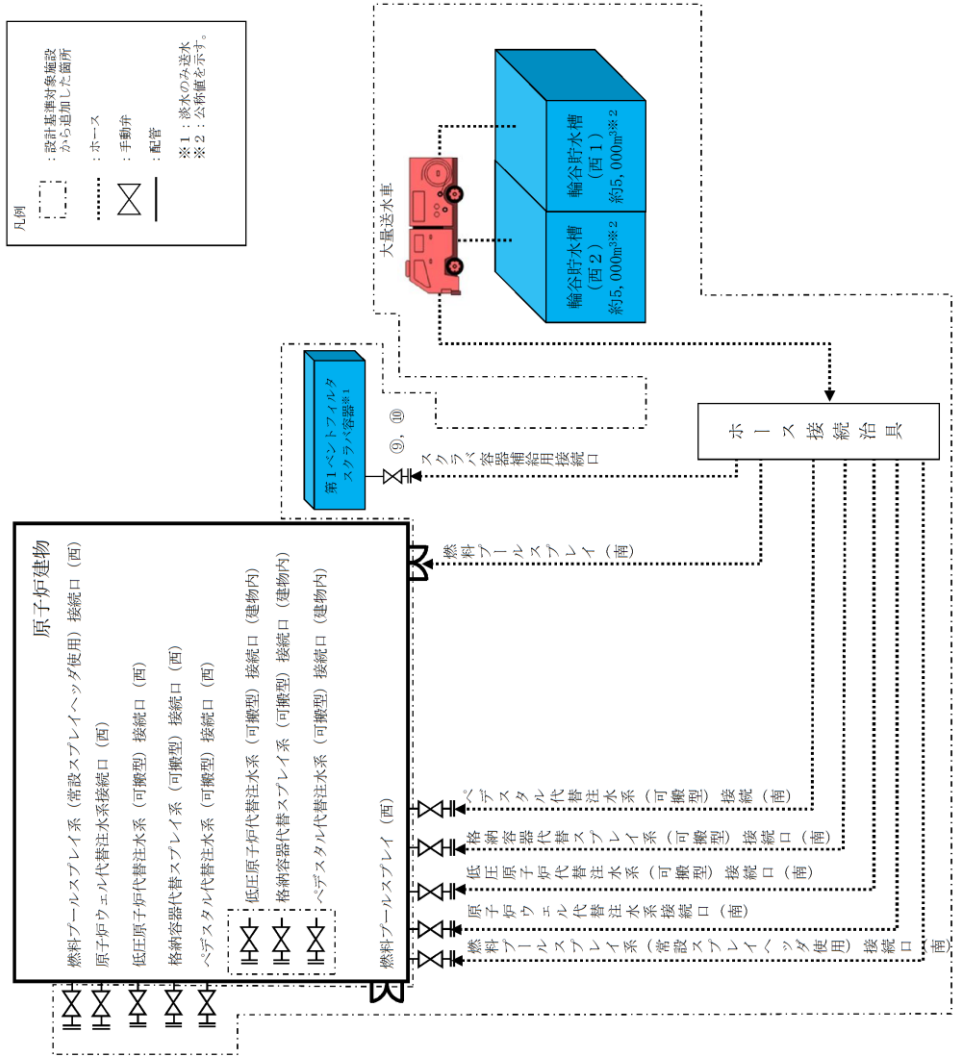 凡例
：設計基準対象施設
から追加した箇所
：ホース
：手動弁
：配管
※１：淡水のみ送水
※２：公称値を示す。
原子炉建物
燃料プールスプレイ系（常設スプレイヘッダ使用）接続口（西）
原子炉ウェル代替注水系接続口（西）
低圧原子炉代替注水系（可搬型）接続口（西）
格納容器代替スプレイ系（可搬型）接続口（西）
ペデスタル代替注水系（可搬型）接続口（西）
低圧原子炉代替注水系（可搬型）接続口（建物内）
格納容器代替スプレイ系（可搬型）接続口（建物内）
ペデスタル代替注水系（可搬型）接続口（建物内）
燃料プールスプレイ（西）
第１ベントフィルタ
スクラバ容器※１
⑨，⑩
スクラバ容器補給用接続口
燃料プールスプレイ（南）
ペデスタル代替注水系（可搬型）接続（南）
格納容器代替スプレイ系（可搬型）接続口（南）
低圧原子炉代替注水系（可搬型）接続口（南）
原子炉ウェル代替注水系接続口（南）
燃料プールスプレイ系（常設スプレイヘッダ使用）接続口（南）
大量送水車
輪谷貯水槽
（西１）
約5,000m³※２
輪谷貯水槽
（西２）
約5,000m³※２
ホース接続治具